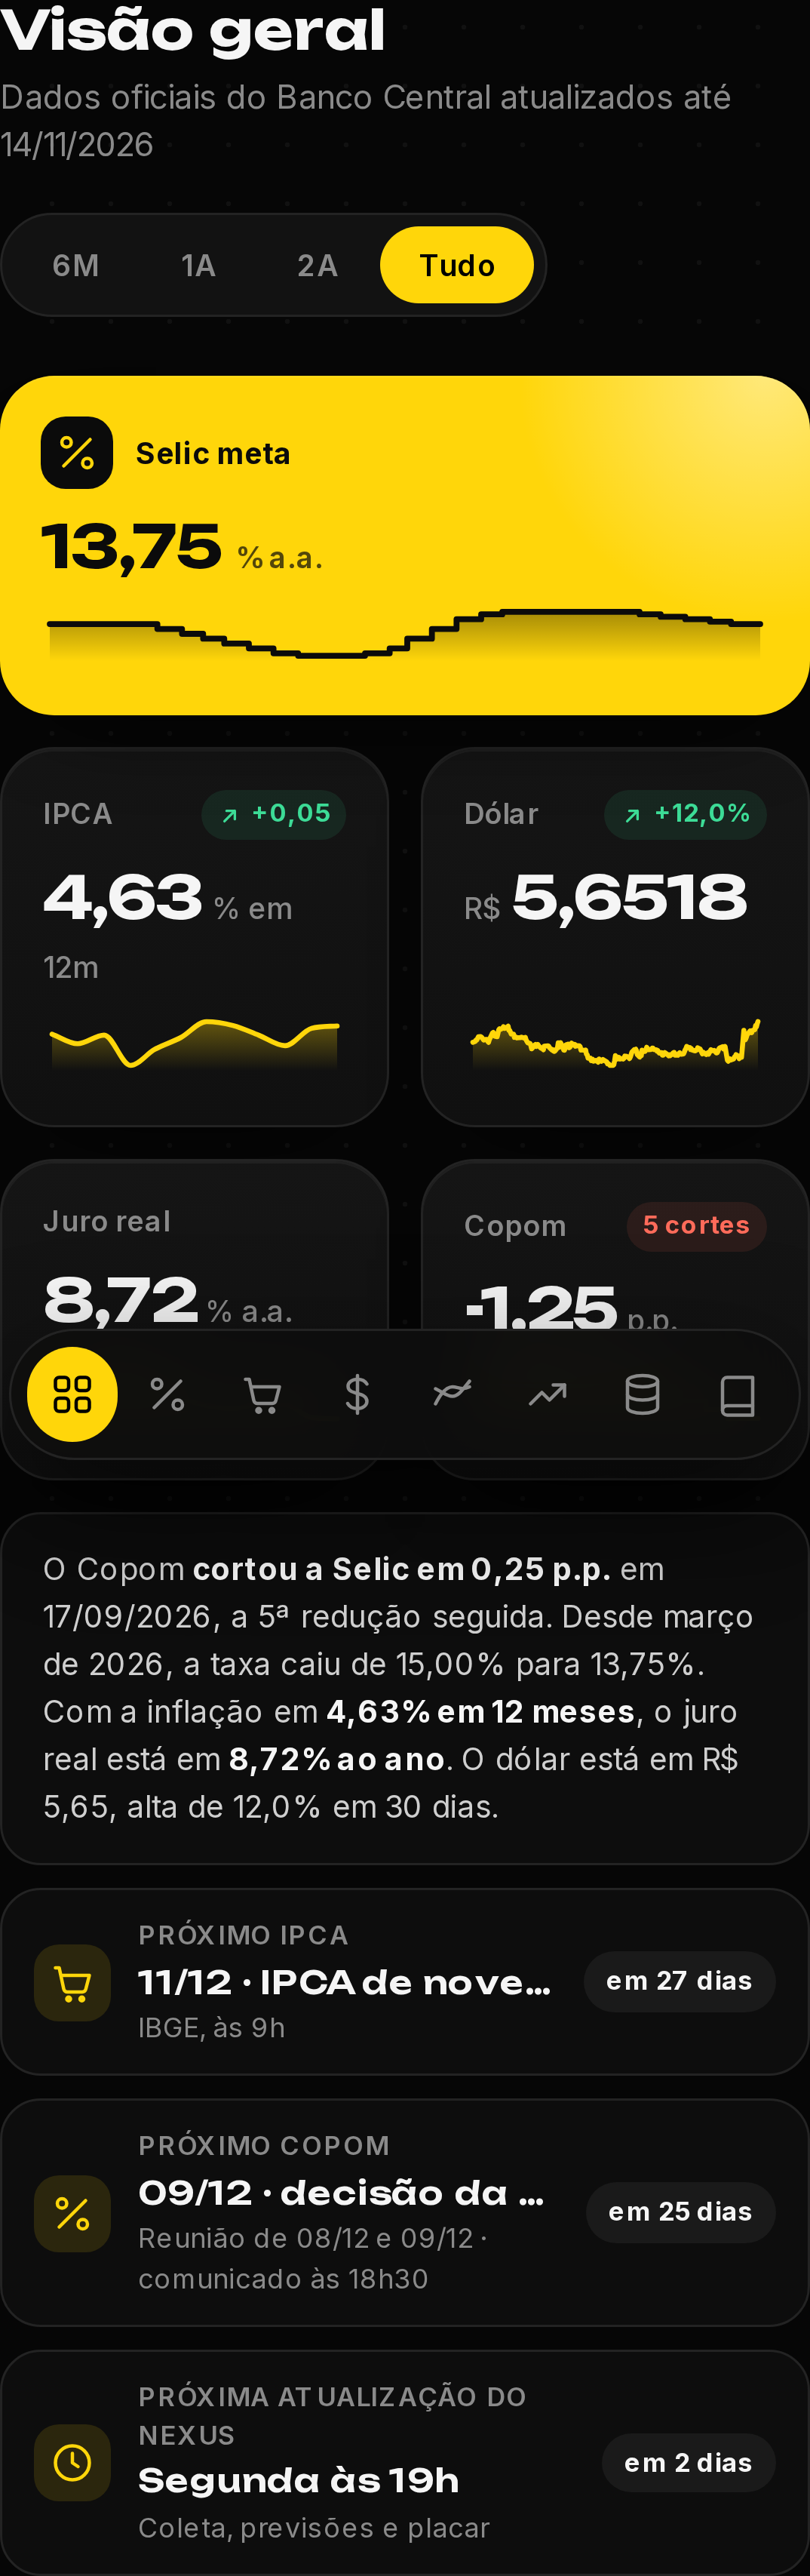 Visão geral
Dados oficiais do Banco Central atualizados até
14/11/2026
6M 1A 2A Tudo
Selic meta
13,75 % a.a.
IPCA +0,05
4,63 % em
12m
Dólar +12,0%
R$ 5,6518
Juro real
8,72 % a.a.
Copom 5 cortes
-1,25 p.p.
O Copom cortou a Selic em 0,25 p.p. em
17/09/2026, a 5ª redução seguida. Desde março
de 2026, a taxa caiu de 15,00% para 13,75%.
Com a inflação em 4,63% em 12 meses, o juro
real está em 8,72% ao ano. O dólar está em R$
5,65, alta de 12,0% em 30 dias.
PRÓXIMO IPCA
11/12 · IPCA de nove...
IBGE, às 9h
em 27 dias
PRÓXIMO COPOM
09/12 · decisão da ...
Reunião de 08/12 e 09/12 ·
comunicado às 18h30
em 25 dias
PRÓXIMA ATUALIZAÇÃO DO
NEXUS
Segunda às 19h
Coleta, previsões e placar
em 2 dias